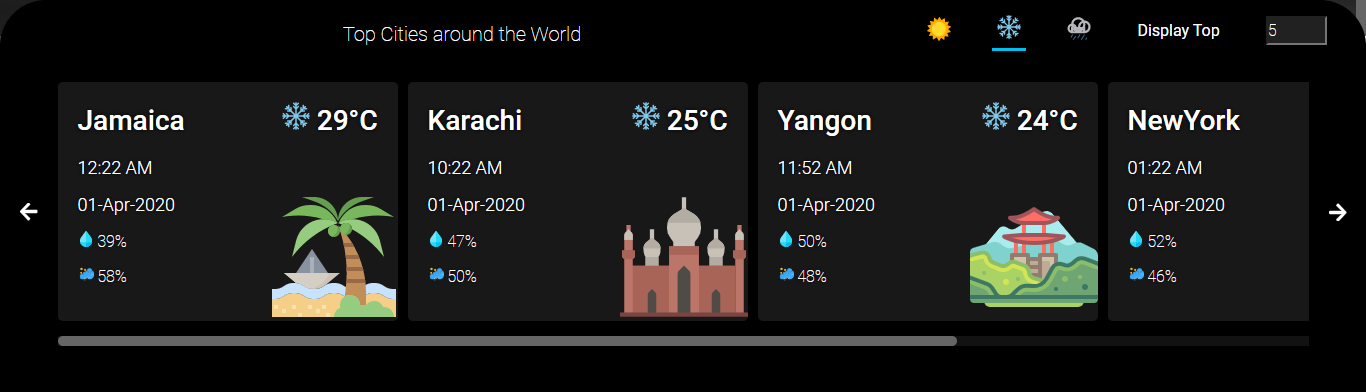 Top Cities around the World
Display Top
5
Jamaica
29°C
12:22 AM
01-Apr-2020
39%
58%
Karachi
25°C
10:22 AM
01-Apr-2020
47%
50%
Yangon
24°C
11:52 AM
01-Apr-2020
50%
48%
NewYork
01:22 AM
01-Apr-2020
52%
46%